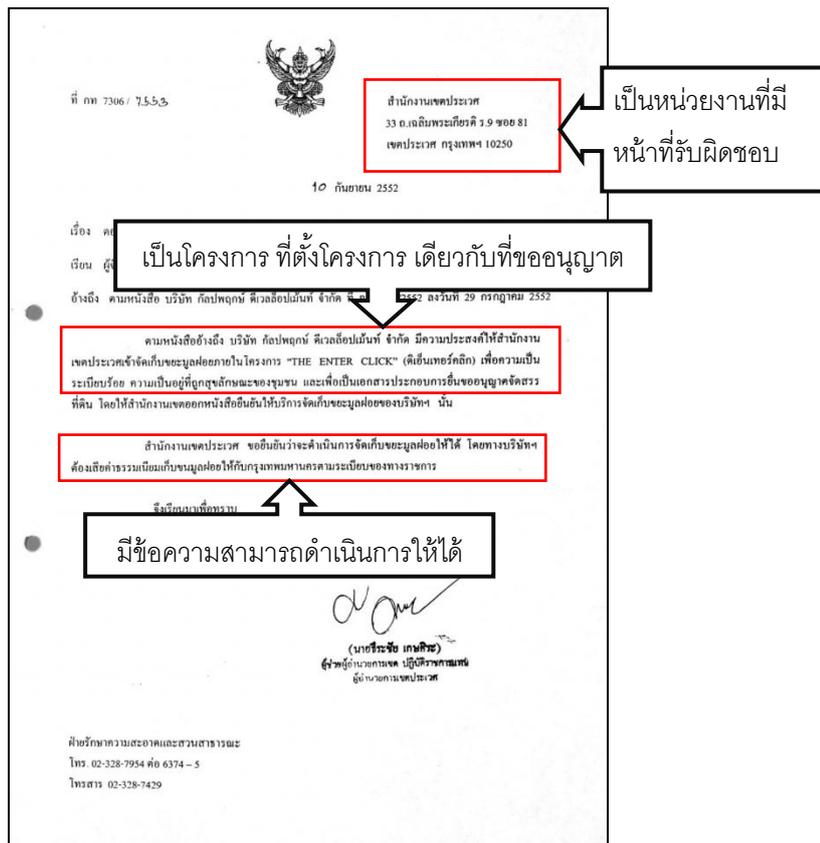 ที่ กท 7306/ 7553
สำนักงานเขตประเวศ
33 ถ.เฉลิมพระเกียรติ ร.9 ซอย 81
เขตประเวศ กรุงเทพฯ 10250
เป็นหน่วยงานที่มี
หน้าที่รับผิดชอบ
10 กันยายน 2552
เรื่อง
เรียน
เป็นโครงการ ที่ตั้งโครงการ เดียวกับที่ขออนุญาต
อ้างถึง ตามหนังสือ บริษัท กัลปพฤกษ์ ดีเวลล็อปเม้นท์ จำกัด ที่ 2552 ลงวันที่ 29 กรกฎาคม 2552
ตามหนังสืออ้างถึง บริษัท กัลปพฤกษ์ ดีเวลล็อปเม้นท์ จำกัด มีความประสงค์ให้สำนักงาน
เขตประเวศเข้าจัดเก็บขยะมูลฝอยภายในโครงการ “THE ENTER CLICK” (ดิเอ็นเทอร์คลิก) เพื่อความเป็น
ระเบียบร้อย ความเป็นอยู่ที่ถูกสุขลักษณะของชุมชน และเพื่อเป็นเอกสารประกอบการยื่นขออนุญาตจัดสรร
ที่ดิน โดยให้สำนักงานเขตออกหนังสือยืนยันให้บริการจัดเก็บขยะมูลฝอยของบริษัทฯ นั้น
สำนักงานเขตประเวศ ขอยืนยันว่าจะดำเนินการจัดเก็บขยะมูลฝอยให้ได้ โดยทางบริษัทฯ
ต้องเสียค่าธรรมเนียมเก็บขนมูลฝอยให้กับกรุงเทพมหานครตามระเบียบของทางราชการ
จึงเรียนมาเพื่อทราบ
มีข้อความสามารถดำเนินการให้ได้
(นายธีระชัย เกษศิระ)
ผู้ช่วยผู้อำนวยการเขต ปฏิบัติราชการแทน
ผู้อำนวยการเขตประเวศ
ฝ่ายรักษาความสะอาดและสวนสาธารณะ
โทร. 02-328-7954 ต่อ 6374 – 5
โทรสาร 02-328-7429